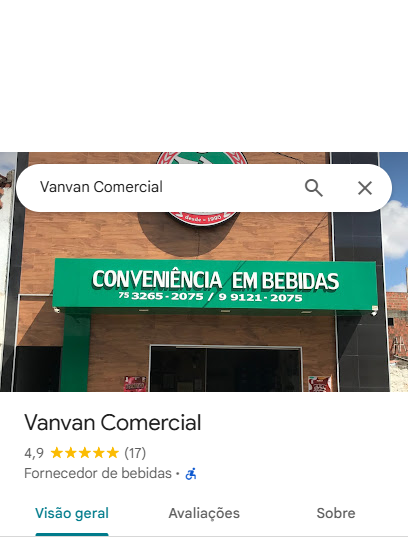 Vanvan Comercial
desde - 1990
CONVENIÊNCIA EM BEBIDAS
75 3265-2075 / 9 9121-2075
Vanvan Comercial
4,9 (17)
Fornecedor de bebidas ·
Visão geral Avaliações Sobre